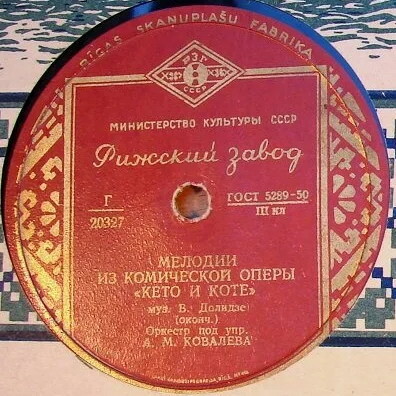 RĪGAS SKAŅUPLAŠU FABRIKA
РЗГ
СССР
МИНИСТЕРСТВО КУЛЬТУРЫ СССР
Рижский завод
Г
20327
ГОСТ 5289-50
III кл
МЕЛОДИИ
ИЗ КОМИЧЕСКОЙ ОПЕРЫ
«КЕТО И КОТЕ»
муз. В. Долидзе
(оконч.)
Оркестр под упр.
А. М. КОВАЛЕВА